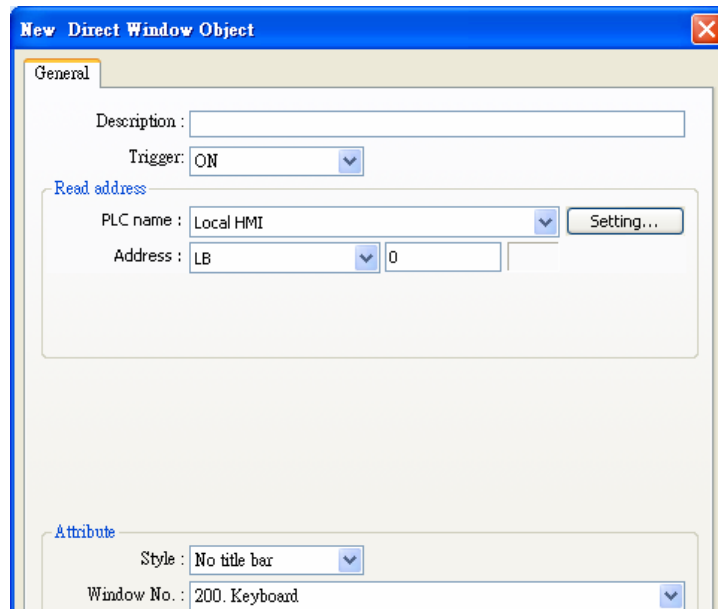 New Direct Window Object
General
Description :
Trigger: ON
Read address
PLC name : Local HMI Setting...
Address : LB 0
Attribute
Style : No title bar
Window No. : 200. Keyboard